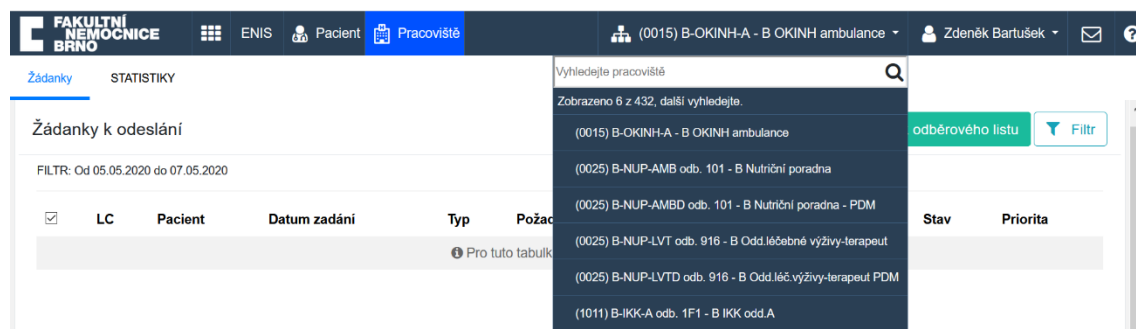 FAKULTNÍ
NEMOCNICE
BRNO
ENIS
Pacient
Pracoviště
(0015) B-OKINH-A - B OKINH ambulance
Zdeněk Bartušek
Žádanky
STATISTIKY
Vyhledejte pracoviště
Zobrazeno 6 z 432, další vyhledejte.
(0015) B-OKINH-A - B OKINH ambulance
(0025) B-NUP-AMB odb. 101 - B Nutriční poradna
(0025) B-NUP-AMBD odb. 101 - B Nutriční poradna - PDM
(0025) B-NUP-LVT odb. 916 - B Odd.léčebné výživy-terapeut
(0025) B-NUP-LVTD odb. 916 - B Odd.léč.výživy-terapeut PDM
(1011) B-IKK-A odb. 1F1 - B IKK odd.A
Žádanky k odeslání
odběrového listu
Filtr
FILTR: Od 05.05.2020 do 07.05.2020
LC Pacient Datum zadání Typ Požad Stav Priorita
Pro tuto tabulk